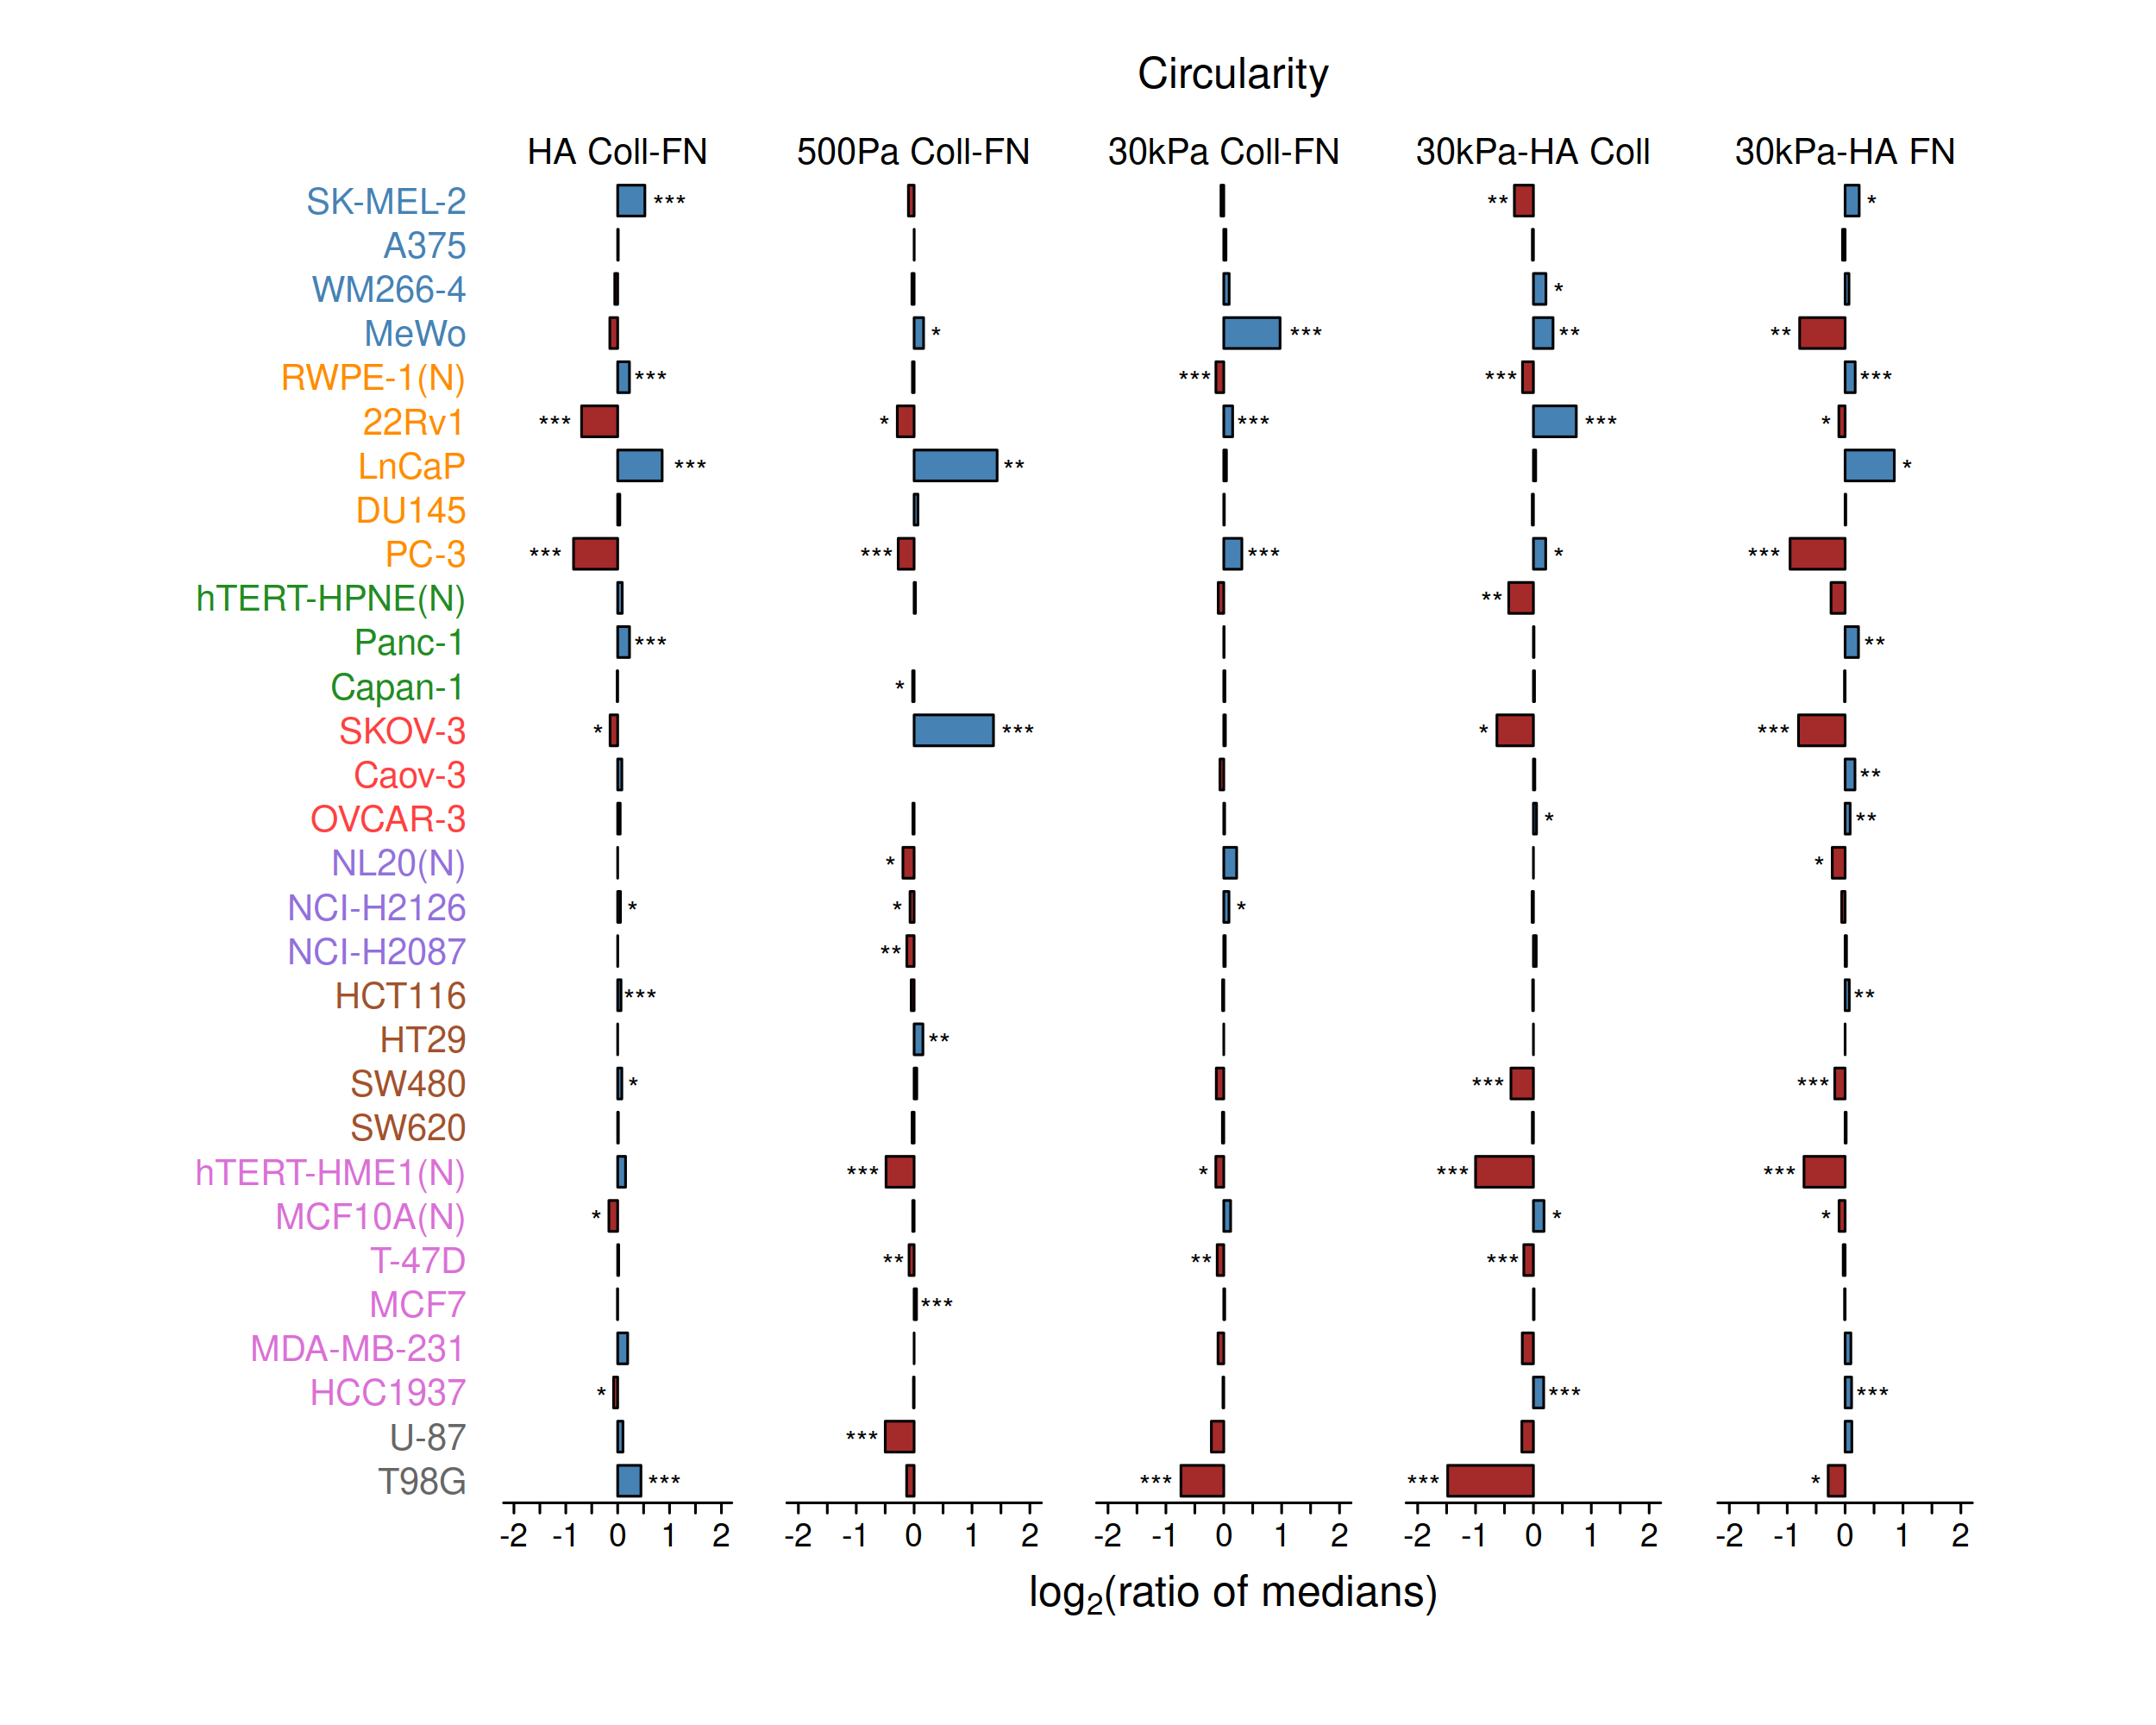 Circularity
HA Coll-FN 500Pa Coll-FN 30kPa Coll-FN 30kPa-HA Coll 30kPa-HA FN
SK-MEL-2 *** ** *
A375
WM266-4 *
MeWo * *** ** **
RWPE-1(N) *** *** *** ***
22Rv1 *** * *** *** *
LnCaP *** ** *
DU145
PC-3 *** *** *** * ***
hTERT-HPNE(N) **
Panc-1 *** **
Capan-1 *
SKOV-3 * *** * ***
Caov-3 **
OVCAR-3 * **
NL20(N) * *
NCI-H2126 * * *
NCI-H2087 **
HCT116 *** **
HT29 **
SW480 * *** ***
SW620
hTERT-HME1(N) *** * *** ***
MCF10A(N) * * *
T-47D ** ** ***
MCF7 ***
MDA-MB-231
HCC1937 * *** ***
U-87 ***
T98G *** *** *** *
-2 -1 0 1 2 -2 -1 0 1 2 -2 -1 0 1 2 -2 -1 0 1 2 -2 -1 0 1 2
log₂(ratio of medians)